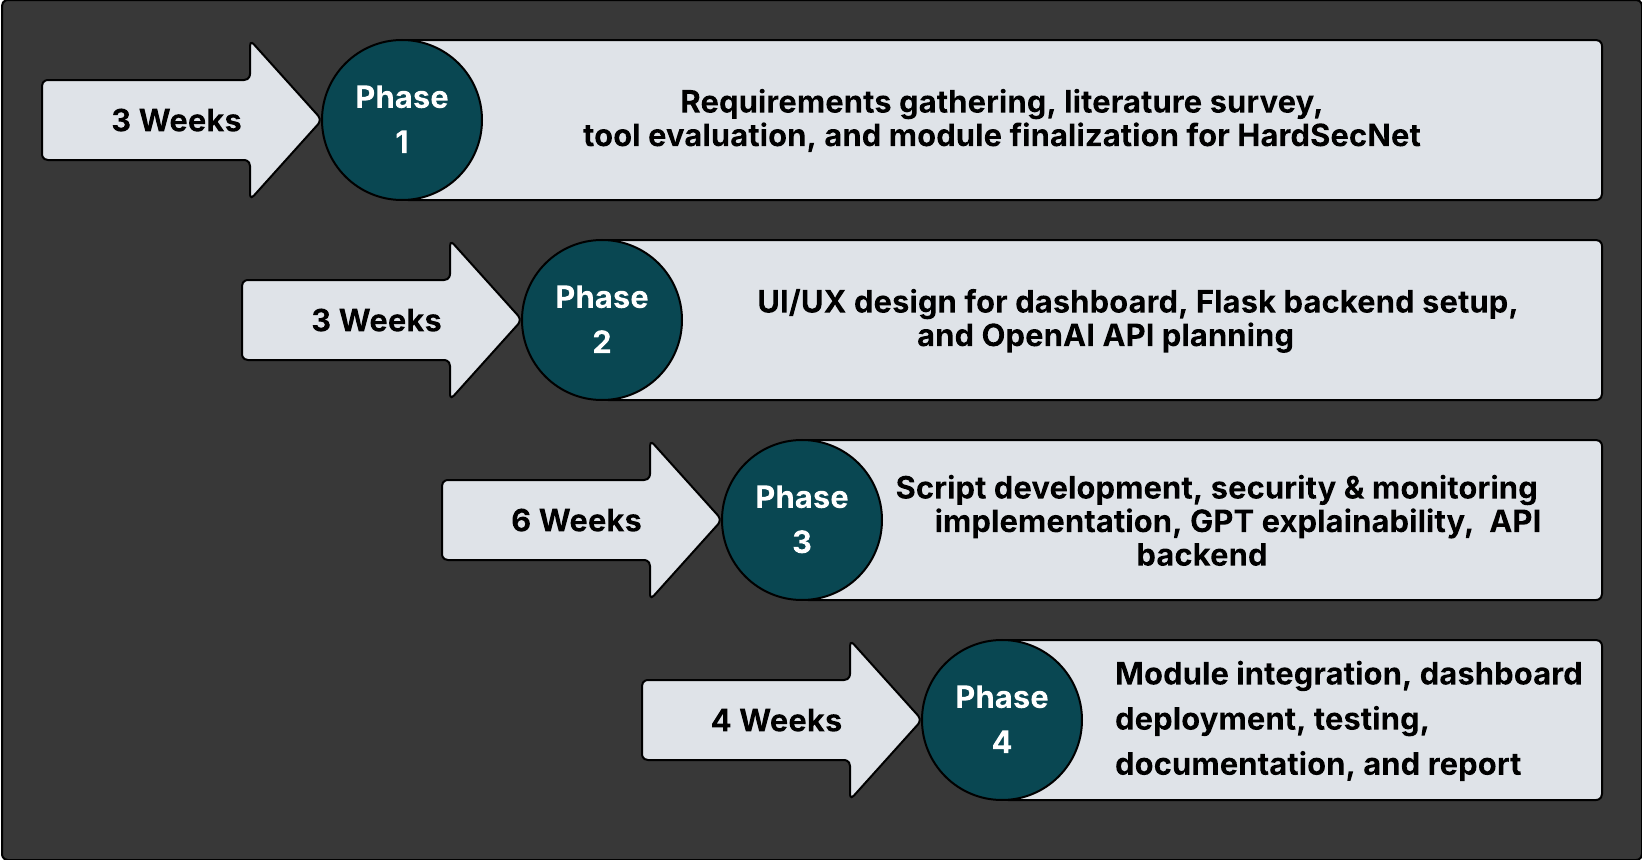 3 Weeks
Phase
1
Requirements gathering, literature survey,
tool evaluation, and module finalization for HardSecNet
3 Weeks
Phase
2
UI/UX design for dashboard, Flask backend setup,
and OpenAI API planning
6 Weeks
Phase
3
Script development, security & monitoring
implementation, GPT explainability,  API
backend
4 Weeks
Phase
4
Module integration, dashboard
deployment, testing,
documentation, and report